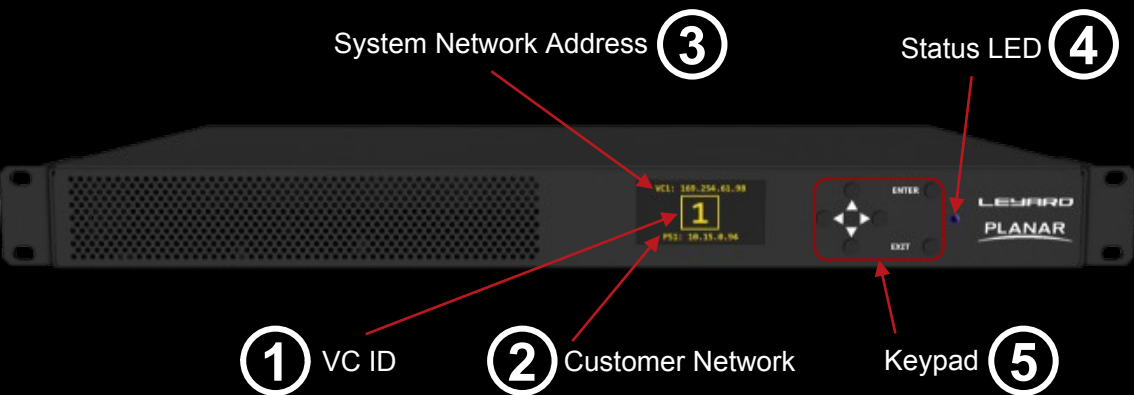 System Network Address 3
Status LED 4
VC1: 169.254.61.98
1
PS1: 10.15.0.94
ENTER
EXIT
LEYARD
PLANAR
1 VC ID
2 Customer Network
Keypad 5